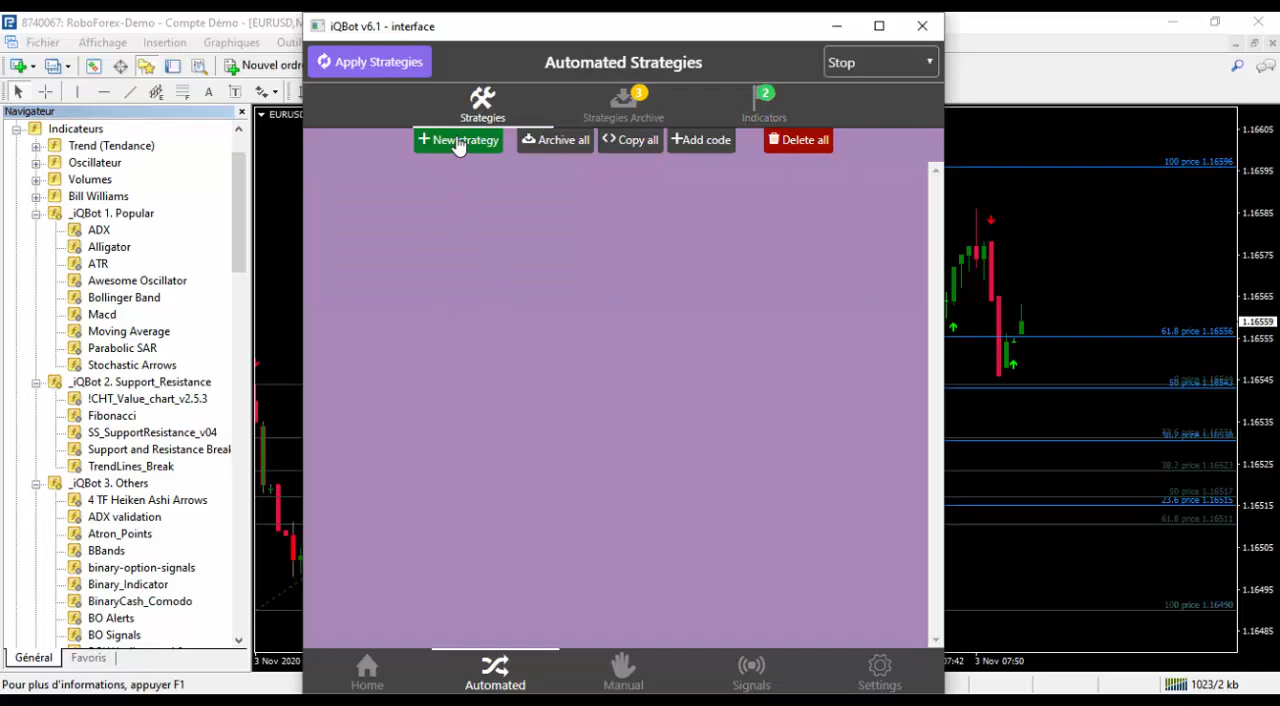 8740067: RoboForex-Demo - Compte Démo - [EURUSD,M
Fichier Affichage Insertion Graphiques Outil
Nouvel ordre
A T
Navigateur
Indicateurs
Trend (Tendance)
Oscillateur
Volumes
Bill Williams
_iQBot 1. Popular
ADX
Alligator
ATR
Awesome Oscillator
Bollinger Band
Macd
Moving Average
Parabolic SAR
Stochastic Arrows
_iQBot 2. Support_Resistance
!CHT_Value_chart_v2.5.3
Fibonacci
SS_SupportResistance_v04
Support and Resistance Break
TrendLines_Break
_iQBot 3. Others
4 TF Heiken Ashi Arrows
ADX validation
Atron_Points
BBands
binary-option-signals
Binary_Indicator
BinaryCash_Comodo
BO Alerts
BO Signals
Général Favoris
Pour plus d'informations, appuyer F1
EURUSD
3 Nov 2020
iQBot v6.1 - interface
Apply Strategies
Automated Strategies
Stop
Strategies
3
Strategies Archive
2
Indicators
New strategy
Archive all
Copy all
Add code
Delete all
Home
Automated
Manual
Signals
Settings
100 price 1.16596
61.8 price 1.16556
38.2 price 1.16523
50 price 1.16517
23.6 price 1.16515
61.8 price 1.16511
100 price 1.16490
1.16605
1.16595
1.16585
1.16575
1.16565
1.16559
1.16555
1.16545
1.16535
1.16525
1.16515
1.16505
1.16495
1.16485
07:42 3 Nov 07:50
1023/2 kb